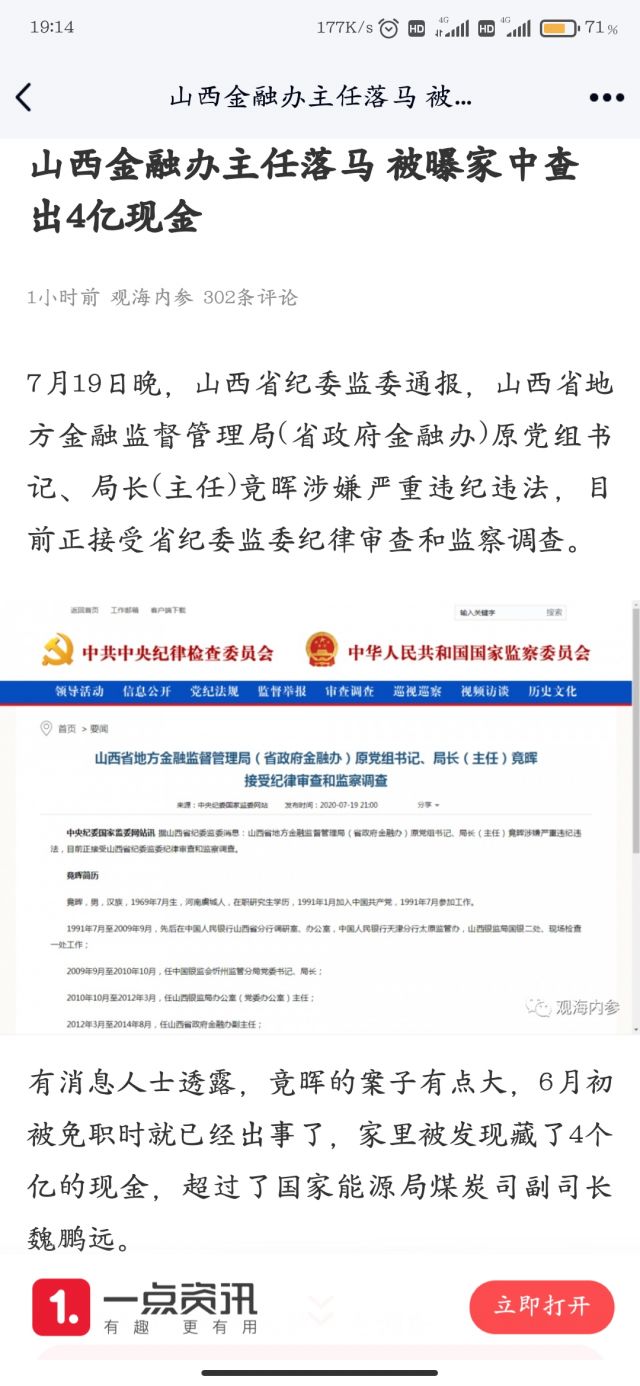 19:14
177K/s HD 4G HD 4G 71%
山西金融办主任落马 被...
山西金融办主任落马 被曝家中查
出4亿现金
1小时前 观海内参 302条评论
7月19日晚，山西省纪委监委通报，山西省地
方金融监督管理局(省政府金融办)原党组书
记、局长(主任)竟晖涉嫌严重违纪违法，目
前正接受省纪委监委纪律审查和监察调查。
返回首页 工作邮箱 客户端下载
输入关键字 搜索
中共中央纪律检查委员会 中华人民共和国国家监察委员会
领导活动 信息公开 党纪法规 监督举报 审查调查 巡视巡察 视频访谈 历史文化
首页 > 要闻
山西省地方金融监督管理局（省政府金融办）原党组书记、局长（主任）竟晖
接受纪律审查和监察调查
来源：中央纪委国家监委网站 发布时间：2020-07-19 21:00 分享
中央纪委国家监委网站讯 据山西省纪委监委消息：山西省地方金融监督管理局（省政府金融办）原党组书记、局长（主任）竟晖涉嫌严重违纪违
法，目前正接受山西省纪委监委纪律审查和监察调查。
竟晖简历
竟晖，男，汉族，1969年7月生，河南虞城人，在职研究生学历，1991年1月加入中国共产党，1991年7月参加工作。
1991年7月至2009年9月，先后在中国人民银行山西省分行调研室、办公室，中国人民银行天津分行太原监管办，山西银监局国银二处、现场检查
一处工作；
2009年9月至2010年10月，任中国银监会忻州监管分局党委书记、局长；
2010年10月至2012年3月，任山西银监局办公室（党委办公室）主任；
2012年3月至2014年8月，任山西省政府金融办副主任；
观海内参
有消息人士透露，竟晖的案子有点大，6月初
被免职时就已经出事了，家里被发现藏了4个
亿的现金，超过了国家能源局煤炭司副司长
魏鹏远。
1. 一点资讯
有趣 更有用
立即打开